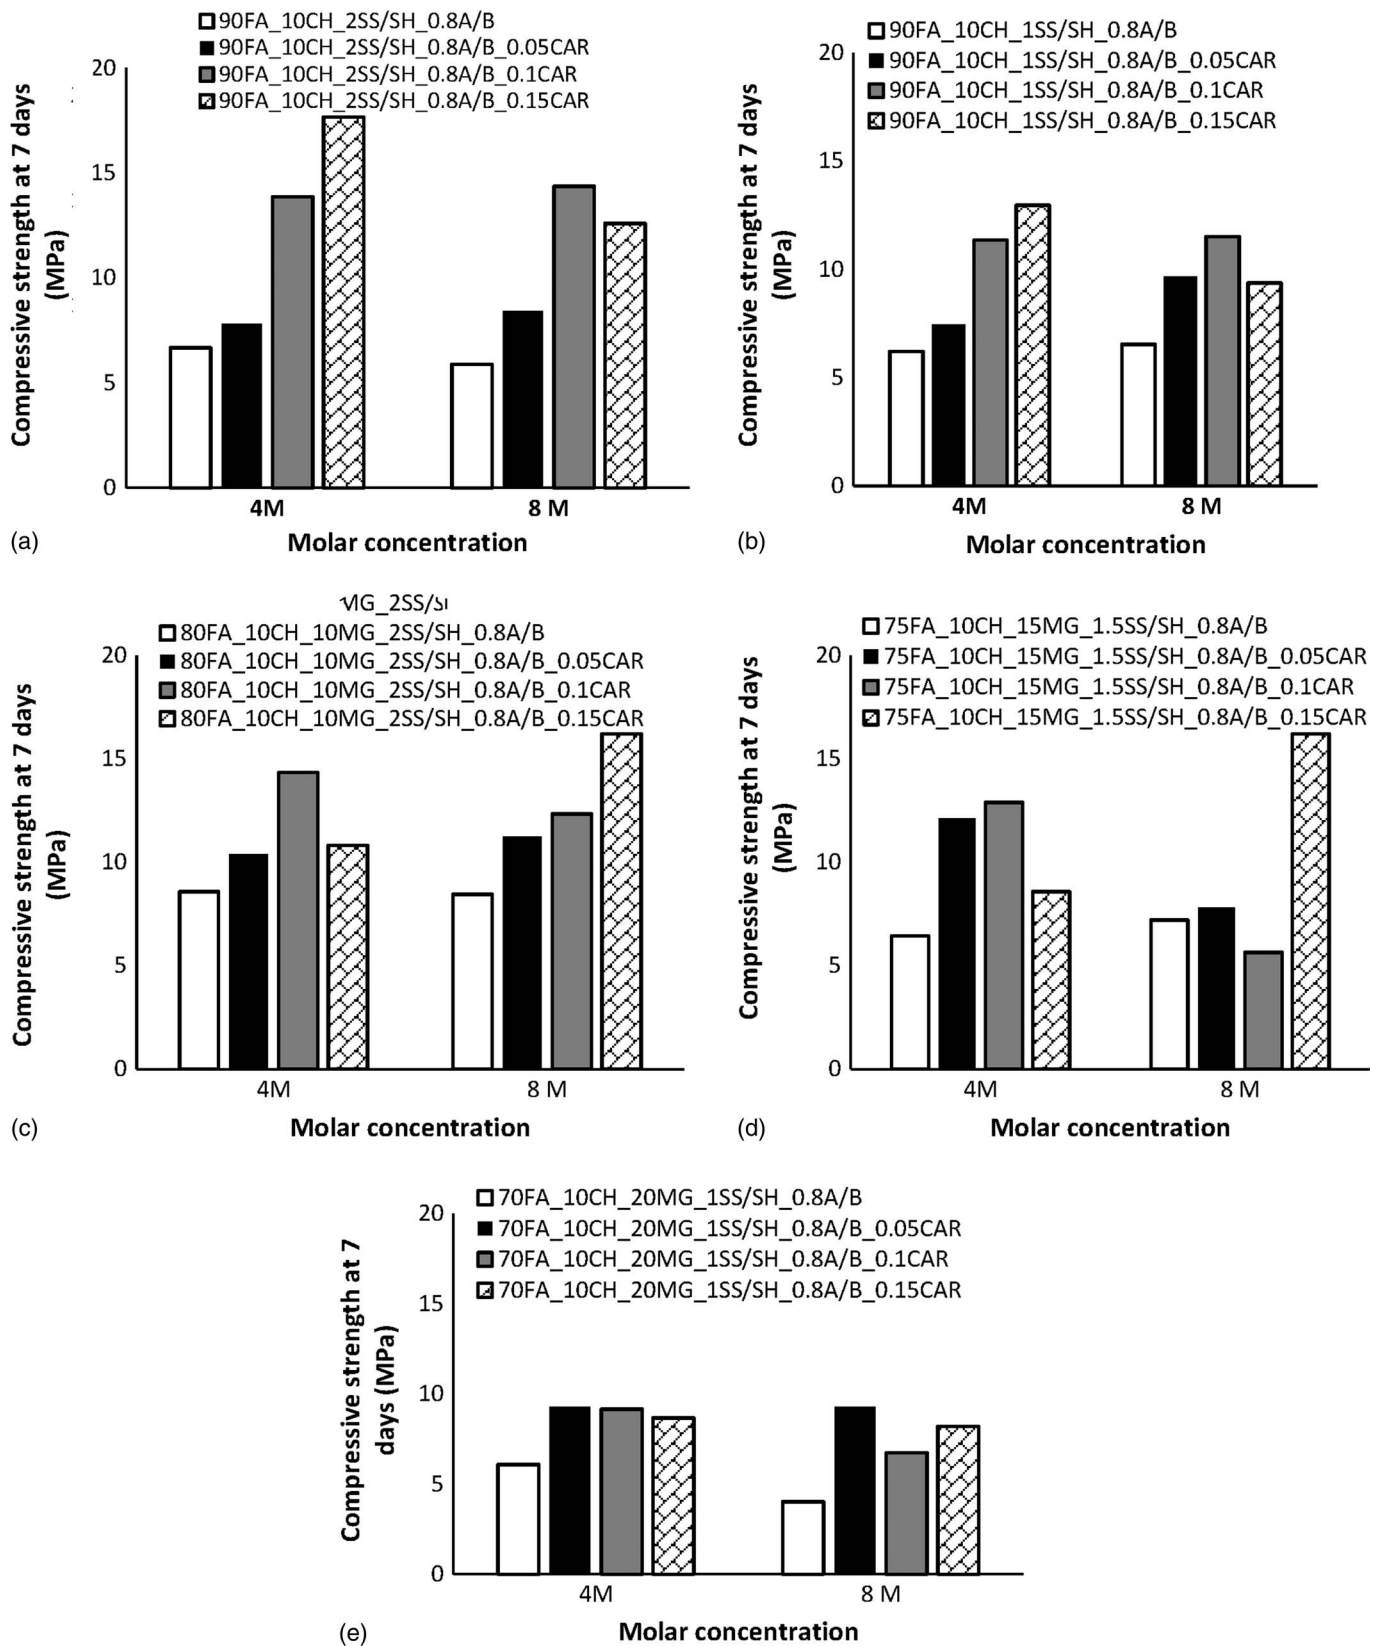 90FA_10CH_2SS/SH_0.8A/B
90FA_10CH_2SS/SH_0.8A/B_0.05CAR
90FA_10CH_2SS/SH_0.8A/B_0.1CAR
90FA_10CH_2SS/SH_0.8A/B_0.15CAR
Compressive strength at 7 days
(MPa)
20
15
10
5
0
4M
8 M
Molar concentration
(a)
90FA_10CH_1SS/SH_0.8A/B
90FA_10CH_1SS/SH_0.8A/B_0.05CAR
90FA_10CH_1SS/SH_0.8A/B_0.1CAR
90FA_10CH_1SS/SH_0.8A/B_0.15CAR
Compressive strength at 7 days
(MPa)
20
15
10
5
0
4M
8 M
Molar concentration
(b)
MG_2SS/
80FA_10CH_10MG_2SS/SH_0.8A/B
80FA_10CH_10MG_2SS/SH_0.8A/B_0.05CAR
80FA_10CH_10MG_2SS/SH_0.8A/B_0.1CAR
80FA_10CH_10MG_2SS/SH_0.8A/B_0.15CAR
Compressive strength at 7 days
(MPa)
20
15
10
5
0
4M
8 M
Molar concentration
(c)
75FA_10CH_15MG_1.5SS/SH_0.8A/B
75FA_10CH_15MG_1.5SS/SH_0.8A/B_0.05CAR
75FA_10CH_15MG_1.5SS/SH_0.8A/B_0.1CAR
75FA_10CH_15MG_1.5SS/SH_0.8A/B_0.15CAR
Compressive strength at 7 days
(MPa)
20
15
10
5
0
4M
8 M
Molar concentration
(d)
70FA_10CH_20MG_1SS/SH_0.8A/B
70FA_10CH_20MG_1SS/SH_0.8A/B_0.05CAR
70FA_10CH_20MG_1SS/SH_0.8A/B_0.1CAR
70FA_10CH_20MG_1SS/SH_0.8A/B_0.15CAR
Compressive strength at 7
days (MPa)
20
15
10
5
0
4M
8 M
Molar concentration
(e)